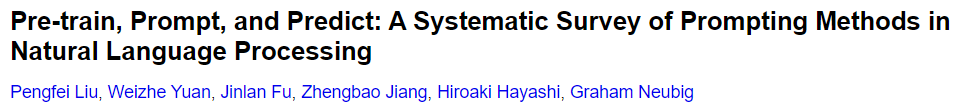 Pre-train, Prompt, and Predict: A Systematic Survey of Prompting Methods in
Natural Language Processing
Pengfei Liu, Weizhe Yuan, Jinlan Fu, Zhengbao Jiang, Hiroaki Hayashi, Graham Neubig